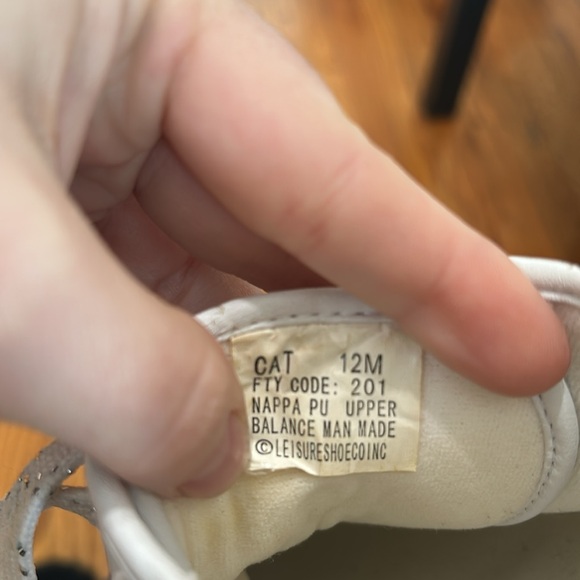 CAT 12M
FTY CODE: 201
NAPPA PU UPPER
BALANCE MAN MADE
©LEISURESHOECOINC